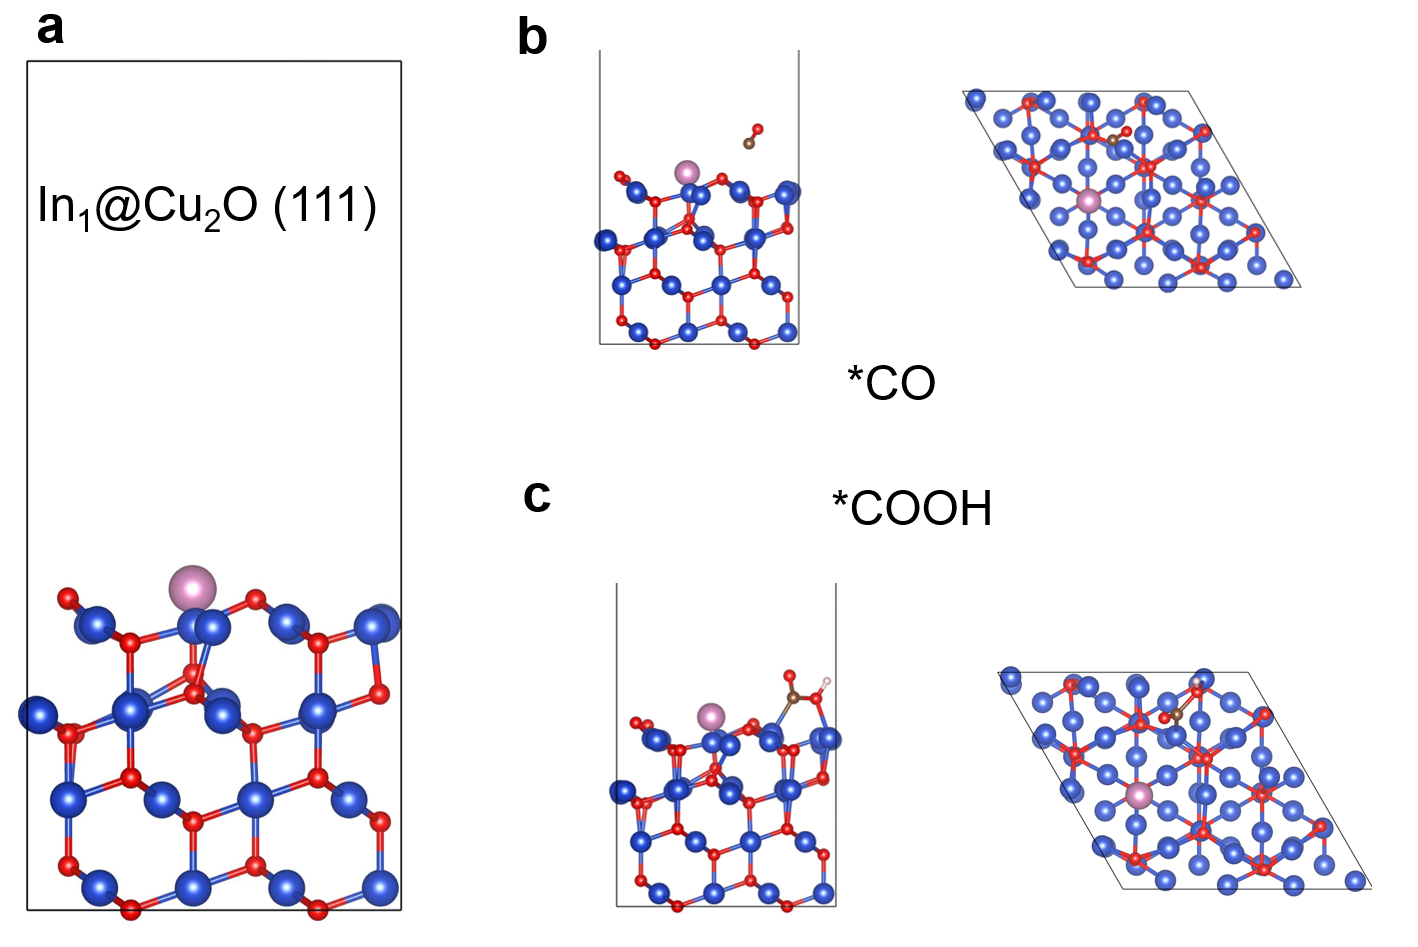 a
In₁@Cu₂O (111)
b
*CO
c
*COOH